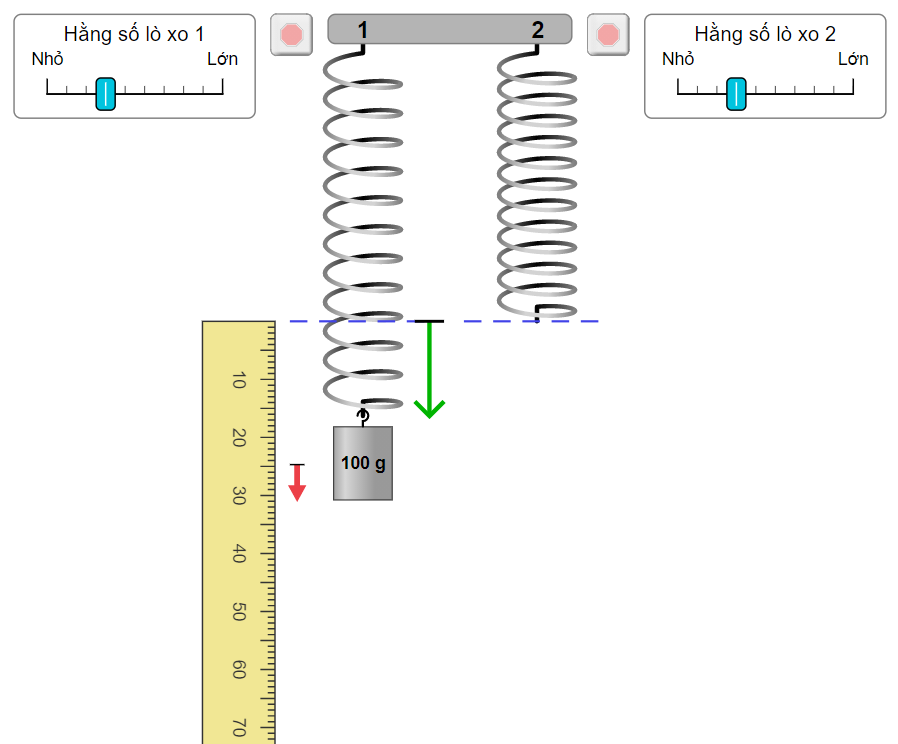 Hằng số lò xo 1
Nhỏ Lớn
1 2
Hằng số lò xo 2
Nhỏ Lớn
100 g
10
20
30
40
50
60
70